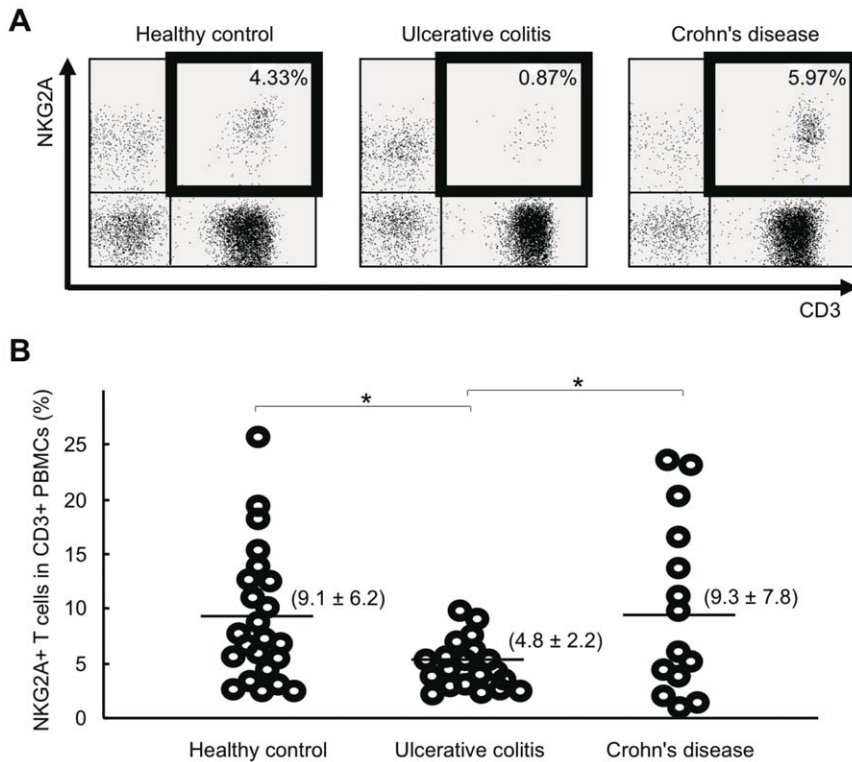 A
Healthy control
Ulcerative colitis
Crohn's disease
4.33%
0.87%
5.97%
NKG2A
CD3
B
NKG2A+ T cells in CD3+ PBMCs (%)
*
*
25
20
15
10
5
0
(9.1 ± 6.2)
(4.8 ± 2.2)
(9.3 ± 7.8)
Healthy control
Ulcerative colitis
Crohn's disease